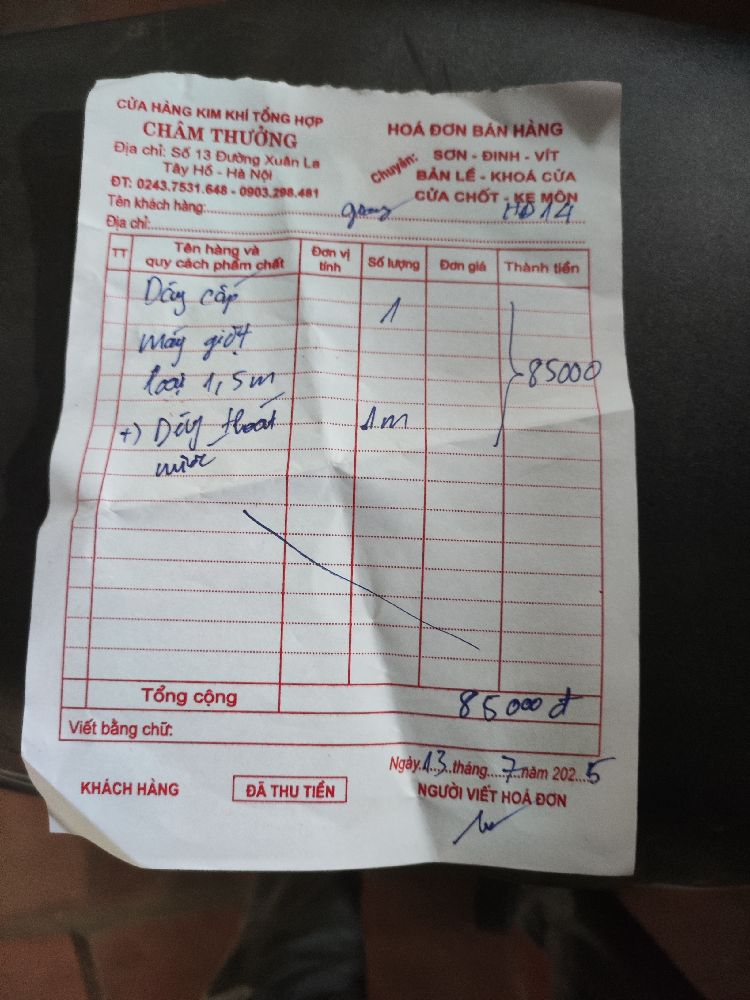 CỬA HÀNG KIM KHÍ TỔNG HỢP
CHÂM THƯỞNG
Địa chỉ: Số 13 Đường Xuân La
Tây Hồ - Hà Nội
ĐT: 0243.7531.648 - 0903.298.481
HOÁ ĐƠN BÁN HÀNG
Chuyên: SƠN - ĐINH - VÍT
BẢN LỀ - KHOÁ CỬA
CỬA CHỐT - KE MÔN
Tên khách hàng: HD14
Địa chỉ:
TT Tên hàng và quy cách phẩm chất Đơn vị tính Số lượng Đơn giá Thành tiền
Dây cấp 1
máy giặt
loại 1,5m 85000
+) Dây thoát 1m
nước
Tổng cộng 85000đ
Viết bằng chữ:
Ngày 13 tháng 7 năm 2025
KHÁCH HÀNG ĐÃ THU TIỀN NGƯỜI VIẾT HOÁ ĐƠN